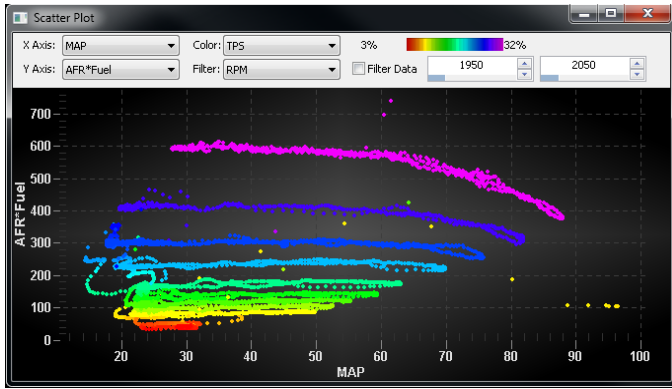 Scatter Plot
X Axis: MAP Color: TPS 3% 32%
Y Axis: AFR*Fuel Filter: RPM Filter Data 1950 2050
700
600
500
400
300
200
100
0
AFR*Fuel
20 30 40 50 60 70 80 90 100
MAP